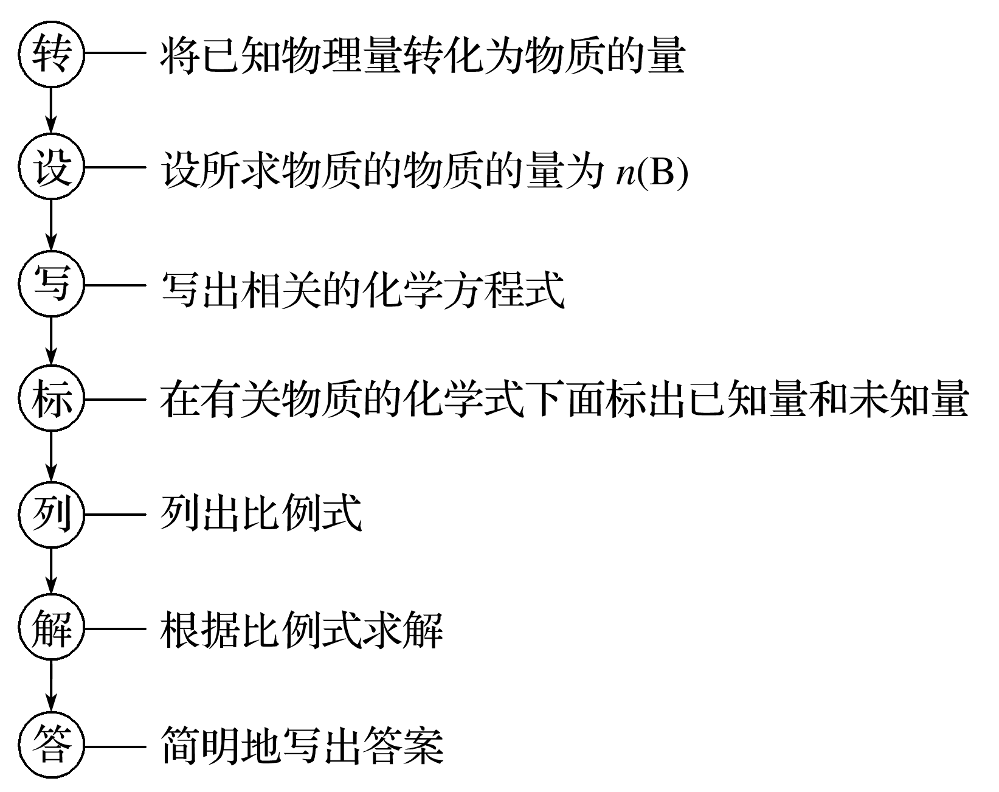 转 将已知物理量转化为物质的量
设 设所求物质的物质的量为 n(B)
写 写出相关的化学方程式
标 在有关物质的化学式下面标出已知量和未知量
列 列出比例式
解 根据比例式求解
答 简明地写出答案